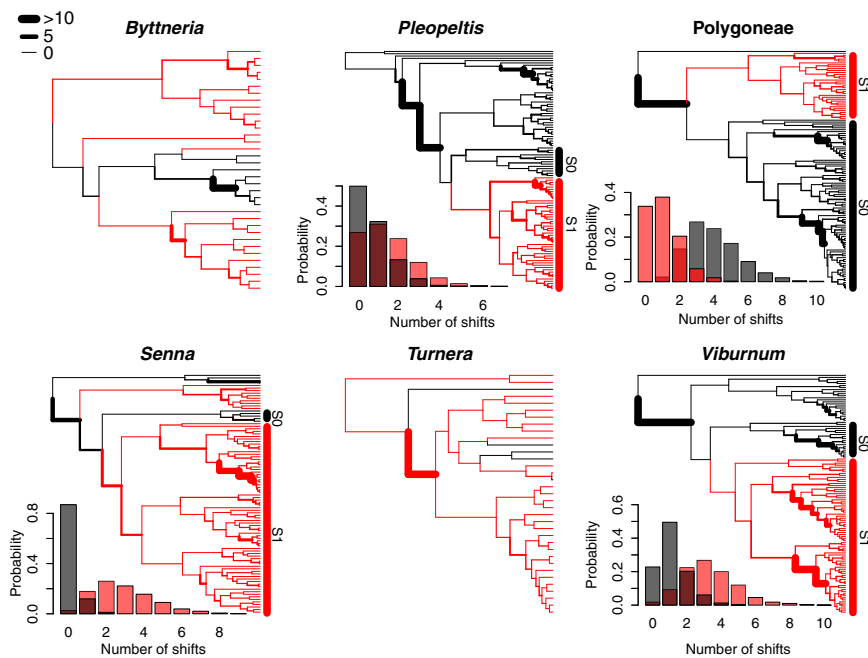 >10
5
0
Byttneria
Pleopeltis
Polygoneae
S0
S1
Probability
0.4
0.2
0.0
0 2 4 6
Number of shifts
S1
S0
Probability
0.4
0.2
0.0
0 2 4 6 8 10
Number of shifts
Senna
Turnera
Viburnum
S0
S1
Probability
0.8
0.4
0.0
0 2 4 6 8
Number of shifts
S0
S1
Probability
0.6
0.4
0.2
0.0
0 2 4 6 8 10
Number of shifts